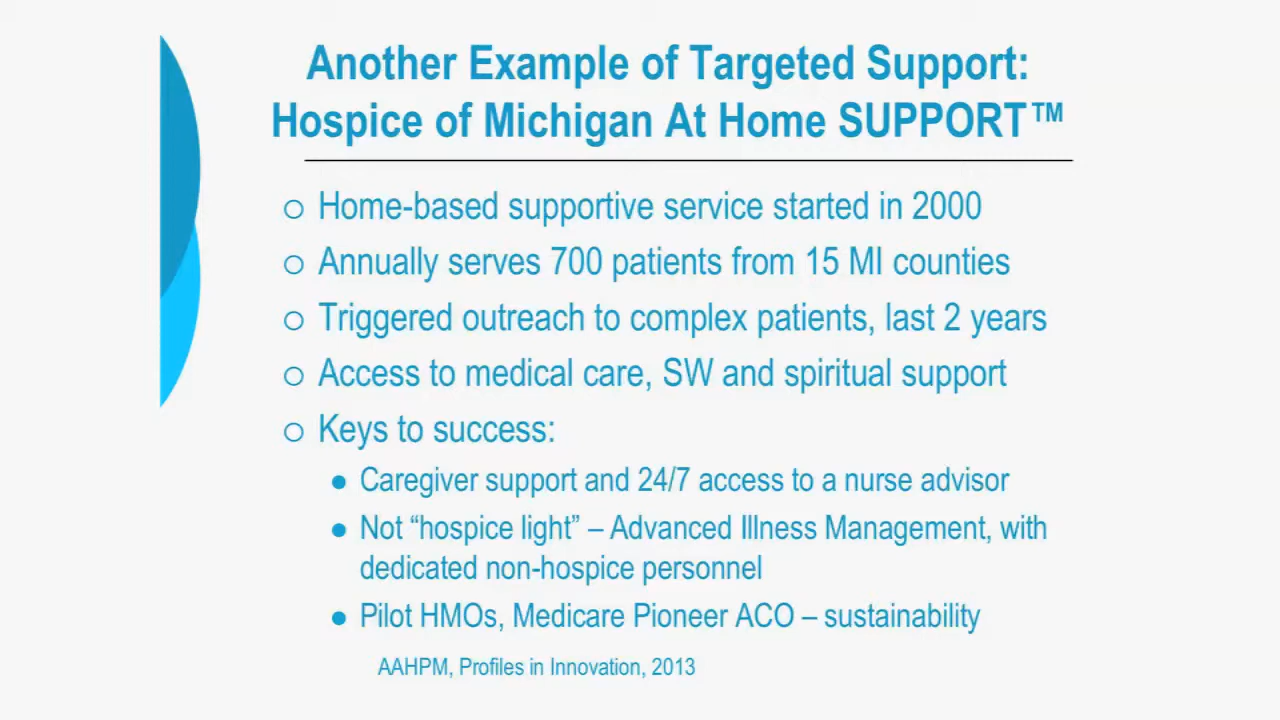 Another Example of Targeted Support:
Hospice of Michigan At Home SUPPORT™
Home-based supportive service started in 2000
Annually serves 700 patients from 15 MI counties
Triggered outreach to complex patients, last 2 years
Access to medical care, SW and spiritual support
Keys to success:
Caregiver support and 24/7 access to a nurse advisor
Not “hospice light” – Advanced Illness Management, with
dedicated non-hospice personnel
Pilot HMOs, Medicare Pioneer ACO – sustainability
AAHPM, Profiles in Innovation, 2013